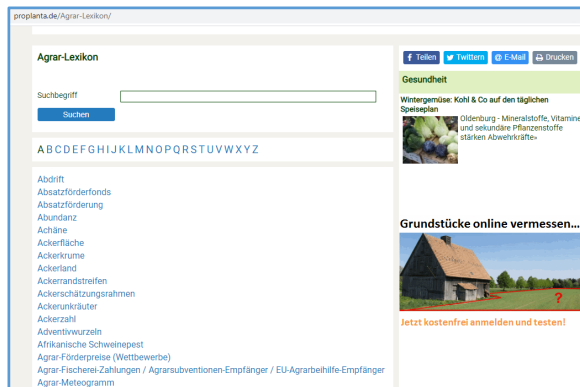 proplanta.de/Agrar-Lexikon/
Agrar-Lexikon
Suchbegriff
Suchen
A B C D E F G H I J K L M N O P Q R S T U V W X Y Z
Abdrift
Absatzförderfonds
Absatzförderung
Abundanz
Achäne
Ackerfläche
Ackerkrume
Ackerland
Ackerrandstreifen
Ackerschätzungsrahmen
Ackerunkräuter
Ackerzahl
Adventivwurzeln
Afrikanische Schweinepest
Agrar-Förderpreise (Wettbewerbe)
Agrar-Fischerei-Zahlungen / Agrarsubventionen-Empfänger / EU-Agrarbeihilfe-Empfänger
Agrar-Meteogramm
Teilen Twittern E-Mail Drucken
Gesundheit
Wintergemüse: Kohl & Co auf den täglichen
Speiseplan
Oldenburg - Mineralstoffe, Vitamine
und sekundäre Pflanzenstoffe
stärken Abwehrkräfte»
Grundstücke online vermessen...
?
Jetzt kostenfrei anmelden und testen!